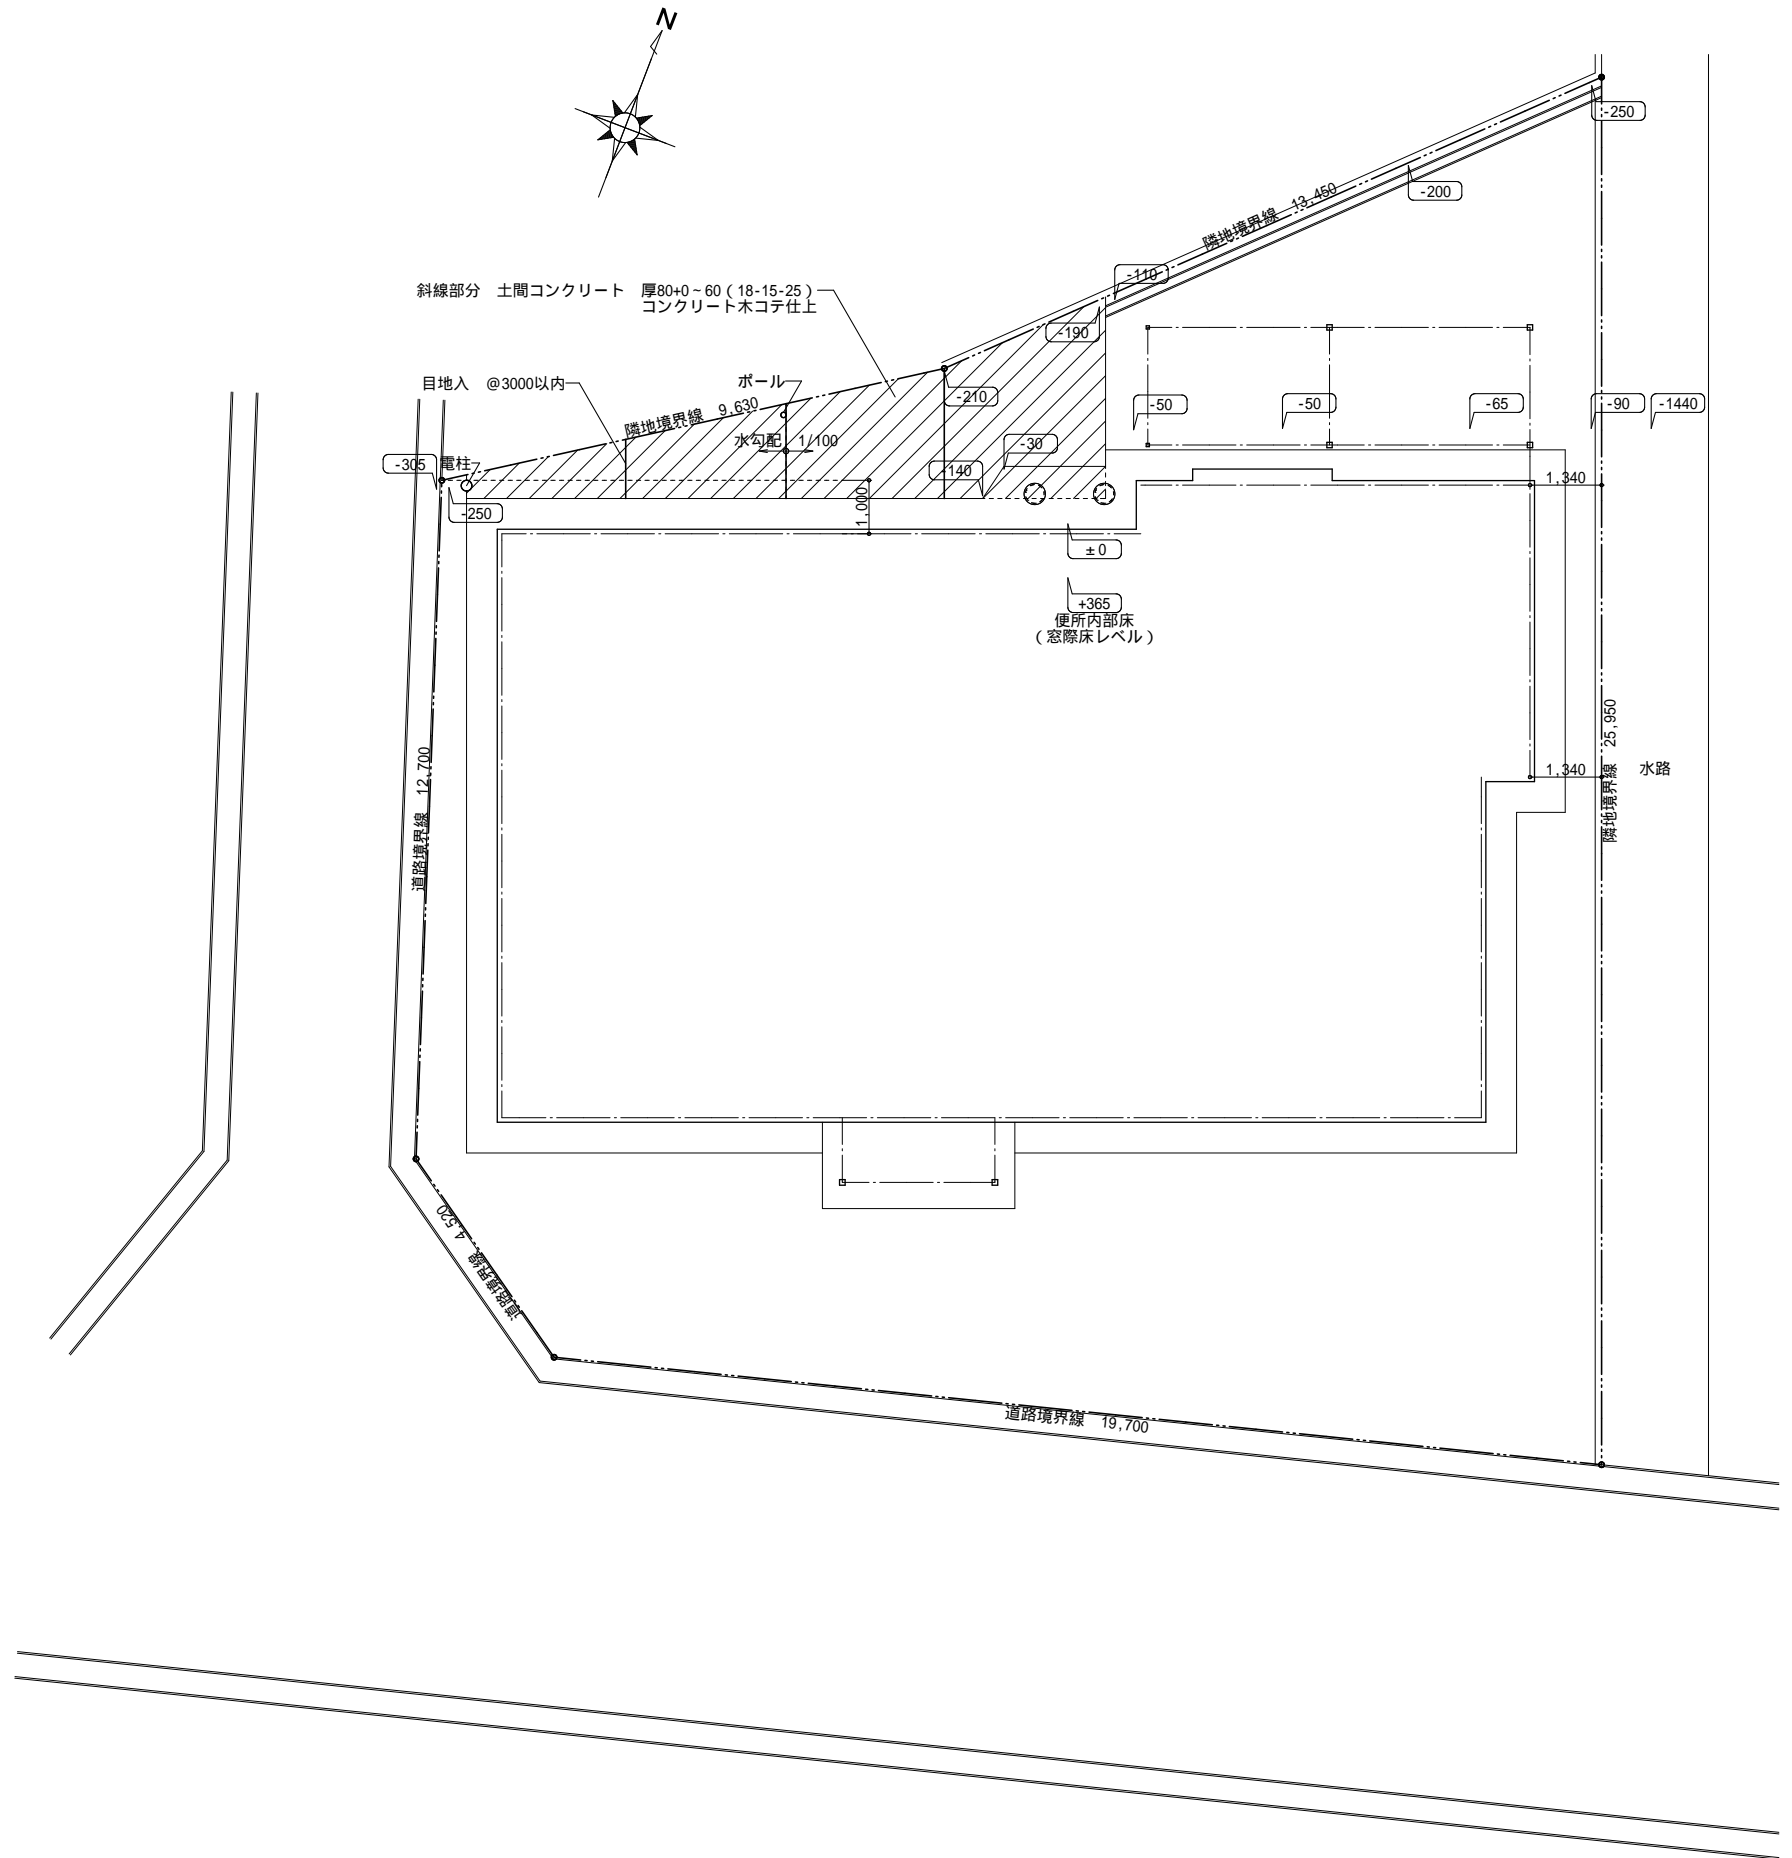 N
-250
-200
隣地境界線　13,450
-110
斜線部分　土間コンクリート　厚80+0～60（18-15-25）
コンクリート木コテ仕上
-190
目地入　@3000以内
ポール
-210
隣地境界線　9,630
-50
-50
-65
-90
-1440
水勾配　1/100
-30
-305
電柱
-140
1,340
-250
1,000
±0
+365
便所内部床
（窓際床レベル）
道路境界線　12,700
隣地境界線　25,950
1,340
水路
道路境界線　4,520
道路境界線　19,700